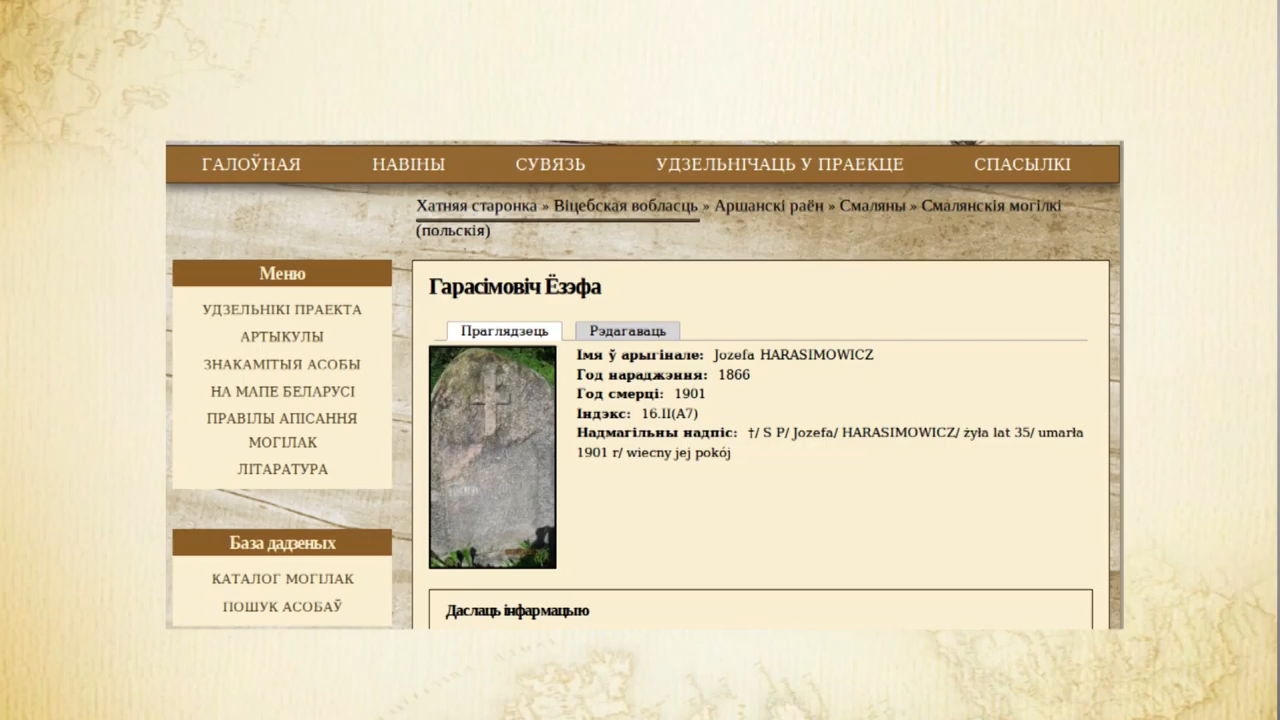 ГАЛОЎНАЯ НАВІНЫ СУВЯЗЬ УДЗЕЛЬНІЧАЦЬ У ПРАЕКЦЕ СПАСЫЛКІ
Хатняя старонка » Віцебская вобласць » Аршанскі раён » Смаляны » Смалянскія могілкі
(польскія)
Меню
УДЗЕЛЬНІКІ ПРАЕКТА
АРТЫКУЛЫ
ЗНАКАМІТЫЯ АСОБЫ
НА МАПЕ БЕЛАРУСІ
ПРАВІЛЫ АПІСАННЯ
МОГІЛАК
ЛІТАРАТУРА
База дадзеных
КАТАЛОГ МОГІЛАК
ПОШУК АСОБАЎ
Гарасімовіч Ёзэфа
Праглядзець Рэдагаваць
Імя ў арыгінале: Jozefa HARASIMOWICZ
Год нараджэння: 1866
Год смерці: 1901
Індэкс: 16.II(A7)
Надмагільны надпіс: †/ S P/ Jozefa/ HARASIMOWICZ/ żyła lat 35/ umarła
1901 r/ wiecny jej pokój
Даслаць інфармацыю